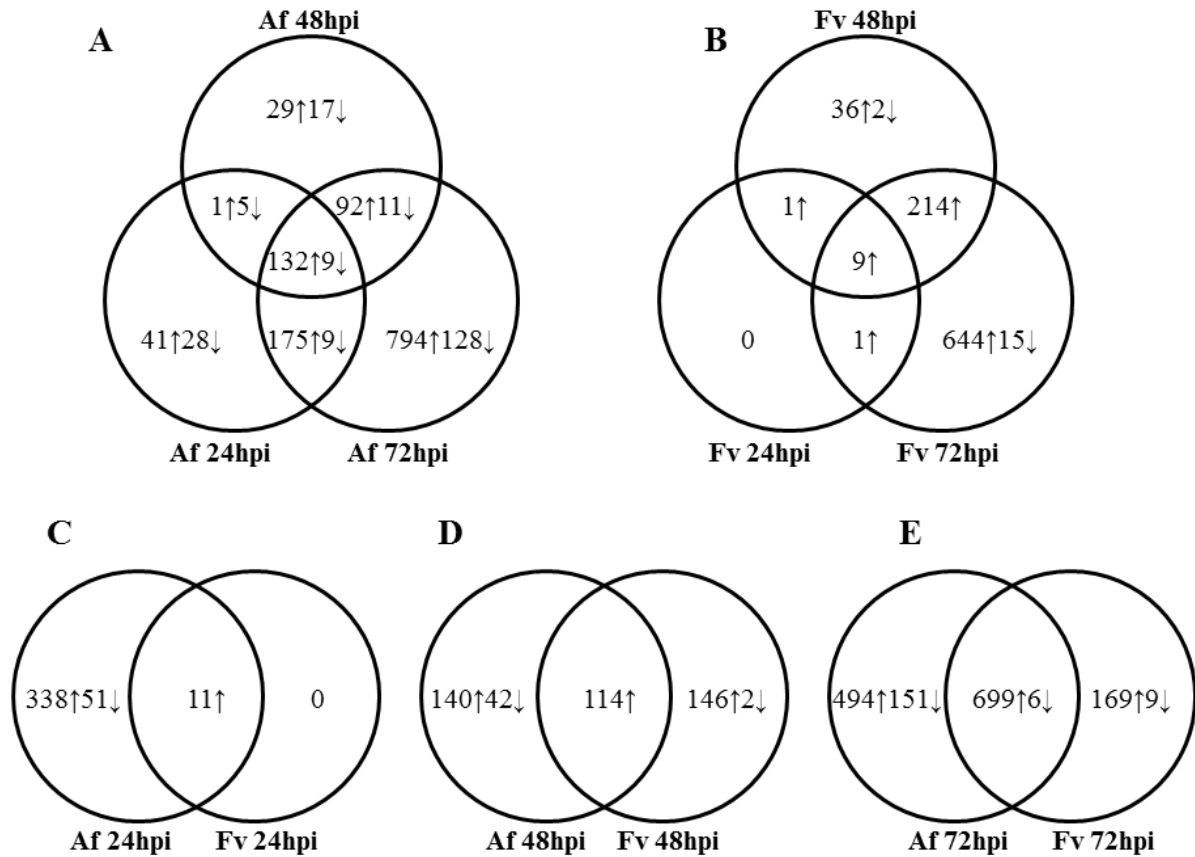 A
Af 48hpi
29↑17↓
1↑5↓
92↑11↓
132↑9↓
41↑28↓
175↑9↓
794↑128↓
Af 24hpi
Af 72hpi
B
Fv 48hpi
36↑2↓
1↑
214↑
9↑
0
1↑
644↑15↓
Fv 24hpi
Fv 72hpi
C
338↑51↓
11↑
0
Af 24hpi
Fv 24hpi
D
140↑42↓
114↑
146↑2↓
Af 48hpi
Fv 48hpi
E
494↑151↓
699↑6↓
169↑9↓
Af 72hpi
Fv 72hpi